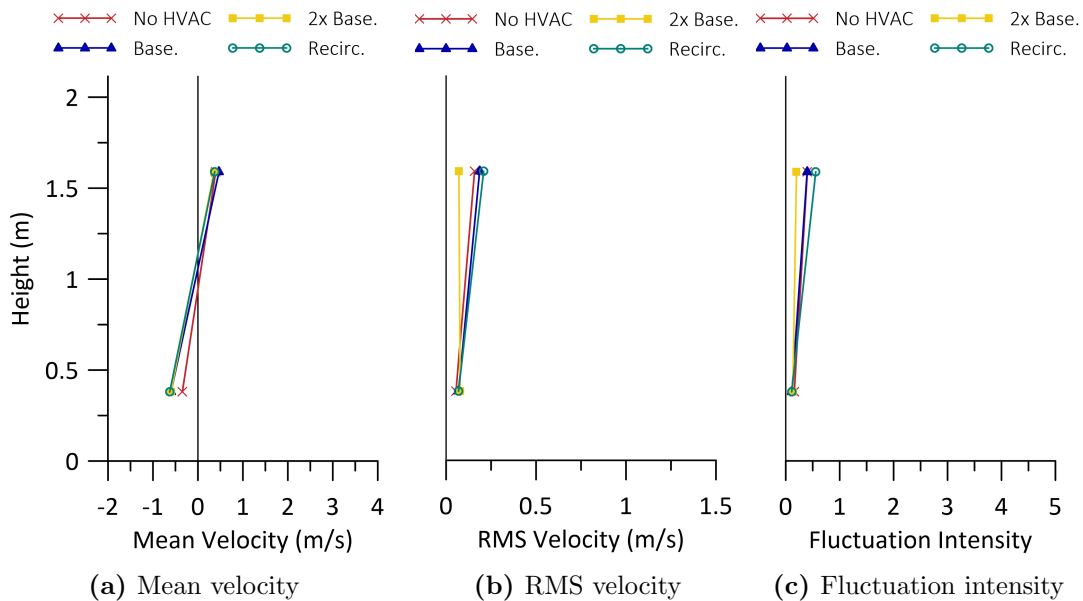 No HVAC 2x Base. No HVAC 2x Base. No HVAC 2x Base.
Base. Recirc. Base. Recirc. Base. Recirc.
2
1.5
1
0.5
0
Height (m)
-2 -1 0 1 2 3 4
Mean Velocity (m/s)
(a) Mean velocity
0 0.5 1 1.5
RMS Velocity (m/s)
(b) RMS velocity
0 1 2 3 4 5
Fluctuation Intensity
(c) Fluctuation intensity